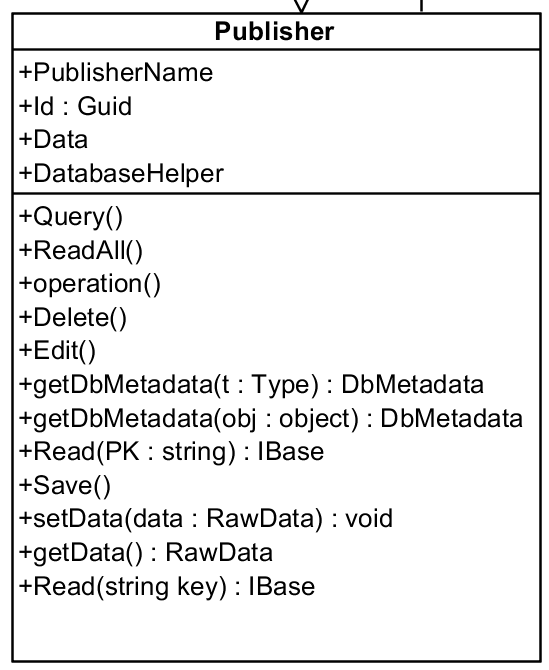 Publisher
+PublisherName
+Id : Guid
+Data
+DatabaseHelper
+Query()
+ReadAll()
+operation()
+Delete()
+Edit()
+getDbMetadata(t : Type) : DbMetadata
+getDbMetadata(obj : object) : DbMetadata
+Read(PK : string) : IBase
+Save()
+setData(data : RawData) : void
+getData() : RawData
+Read(string key) : IBase